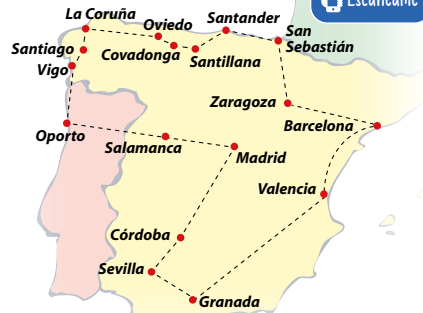 Escanéame
La Coruña
Oviedo
Santander
San
Sebastián
Santiago
Covadonga
Santillana
Vigo
Zaragoza
Barcelona
Oporto
Salamanca
Madrid
Valencia
Córdoba
Sevilla
Granada